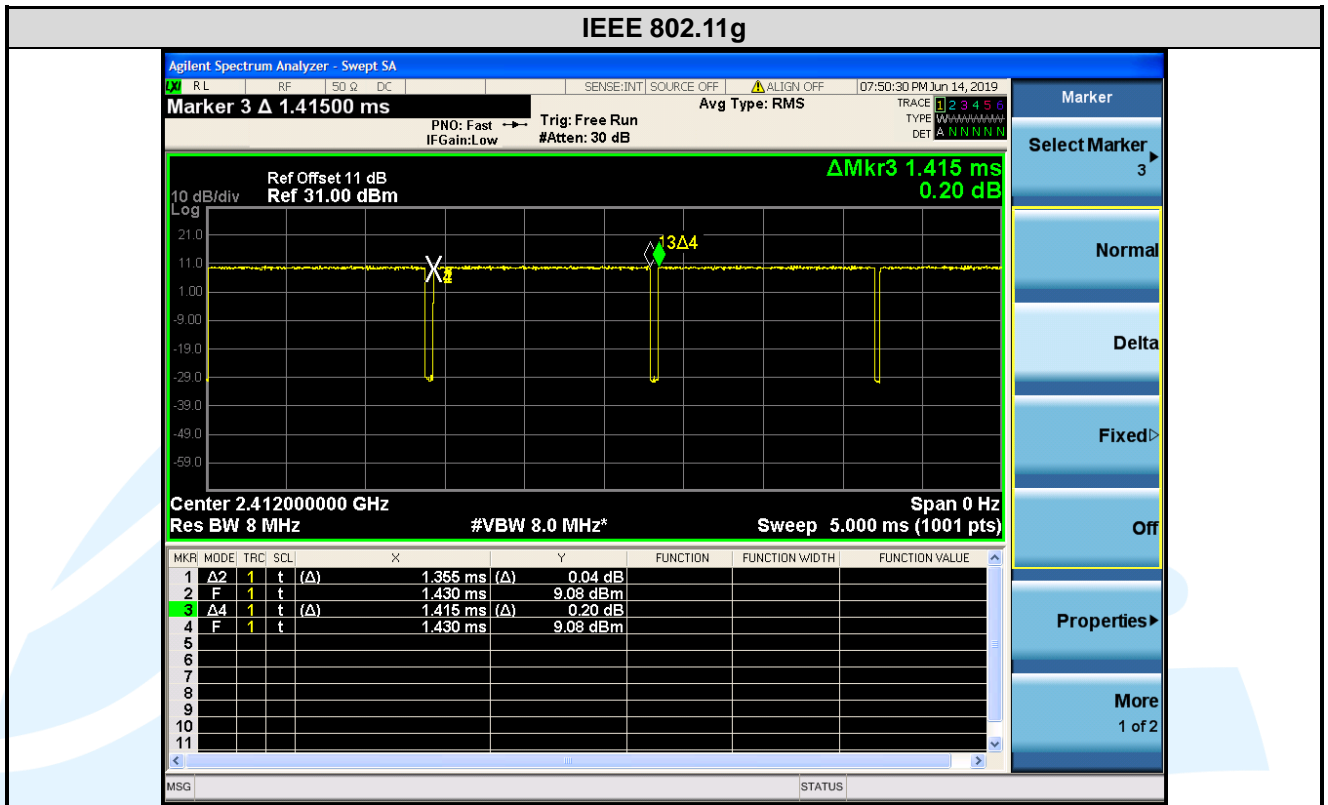 IEEE 802.11g
Agilent Spectrum Analyzer - Swept SA
LXI RL RF 50 Ω DC SENSE:INT SOURCE OFF ALIGN OFF 07:50:30 PM Jun 14, 2019
Marker 3 Δ 1.41500 ms
PNO: Fast
IFGain:Low
Trig: Free Run
#Atten: 30 dB
Avg Type: RMS
TRACE 1 2 3 4 5 6
TYPE WWWWWW
DET A N N N N N
ΔMkr3 1.415 ms
0.20 dB
Ref Offset 11 dB
10 dB/div Ref 31.00 dBm
Log
21.0
11.0
1.00
-9.00
-19.0
-29.0
-39.0
-49.0
-59.0
13Δ4
Center 2.412000000 GHz Span 0 Hz
Res BW 8 MHz #VBW 8.0 MHz* Sweep 5.000 ms (1001 pts)
MKR MODE TRC SCL X Y FUNCTION FUNCTION WIDTH FUNCTION VALUE
1 Δ2 1 t (Δ) 1.355 ms (Δ) 0.04 dB
2 F 1 t 1.430 ms 9.08 dBm
3 Δ4 1 t (Δ) 1.415 ms (Δ) 0.20 dB
4 F 1 t 1.430 ms 9.08 dBm
5
6
7
8
9
10
11
MSG STATUS
Marker
Select Marker
3
Normal
Delta
Fixed
Off
Properties
More
1 of 2